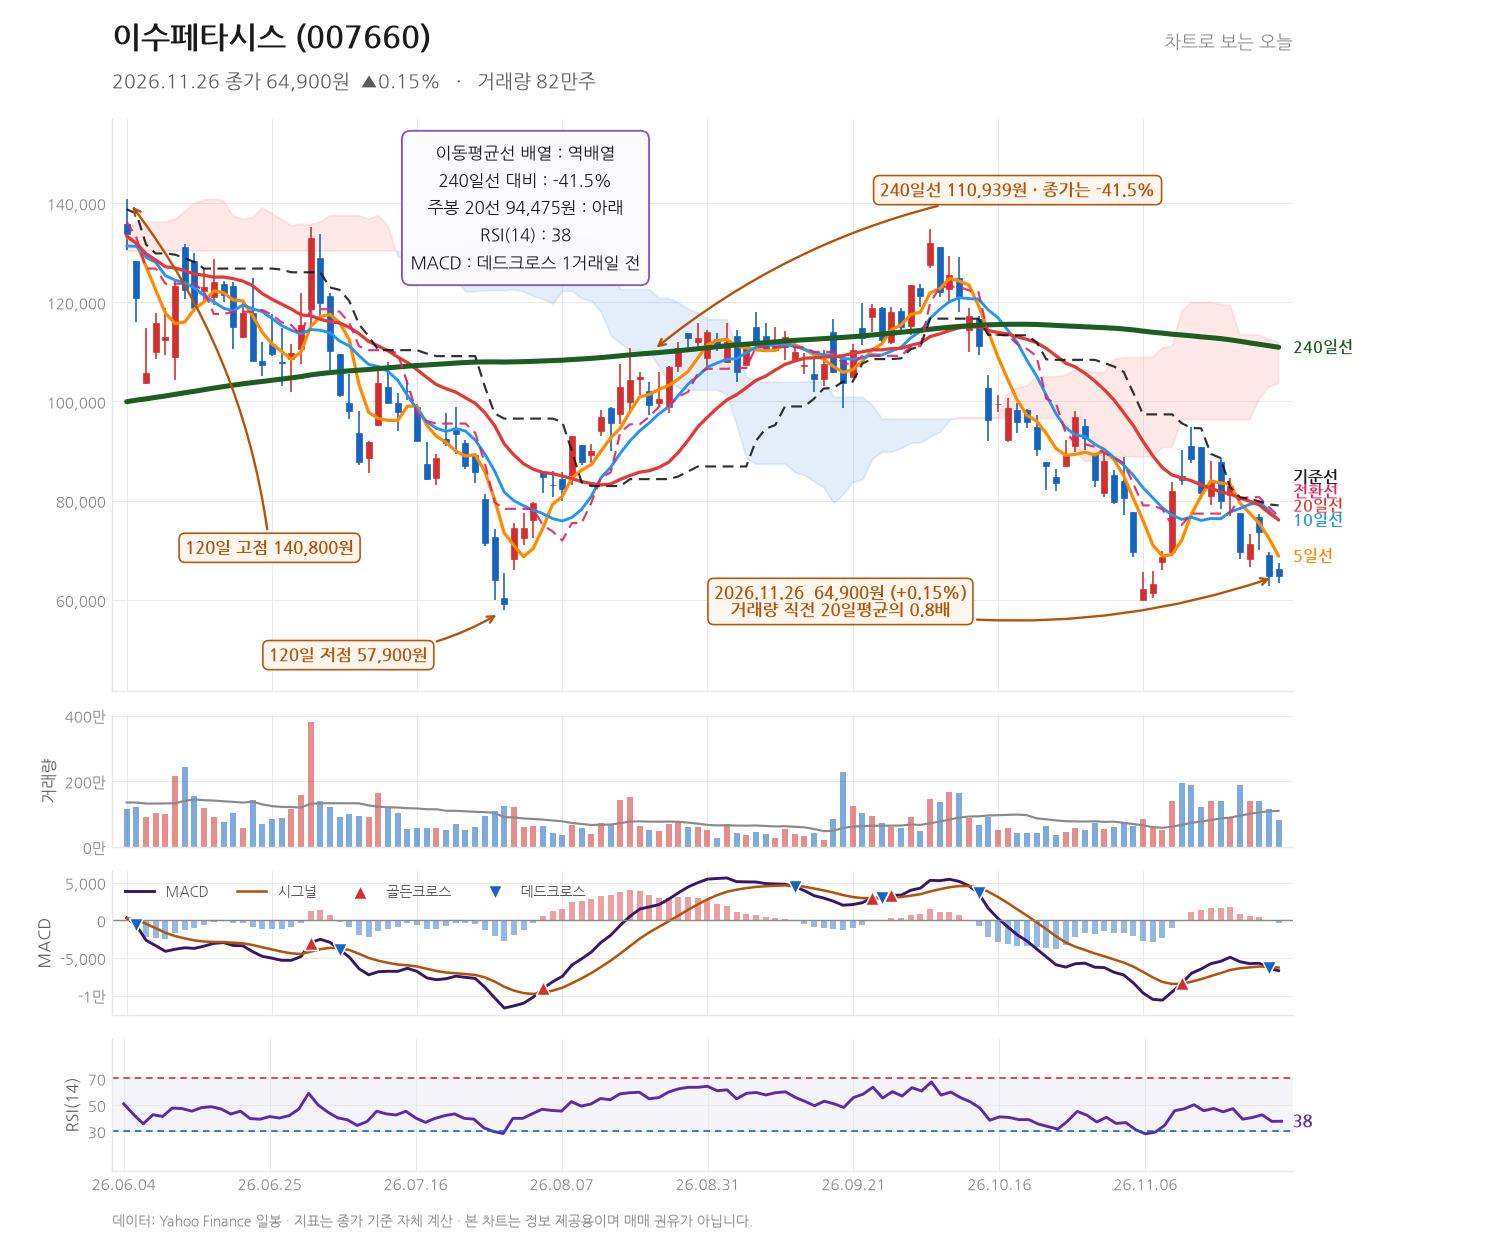 이수페타시스 (007660)
차트로 보는 오늘
2026.11.26 종가 64,900원 ▲0.15% · 거래량 82만주
이동평균선 배열 : 역배열
240일선 대비 : -41.5%
주봉 20선 94,475원 : 아래
RSI(14) : 38
MACD : 데드크로스 1거래일 전
240일선 110,939원 · 종가는 -41.5%
120일 고점 140,800원
120일 저점 57,900원
2026.11.26 64,900원 (+0.15%)
거래량 직전 20일평균의 0.8배
140,000
120,000
100,000
80,000
60,000
240일선
기준선
전환선
20일선
10일선
5일선
거래량
400만
200만
0만
MACD
5,000
0
-5,000
-1만
MACD 시그널 골든크로스 데드크로스
RSI(14)
70
50
30
38
26.06.04 26.06.25 26.07.16 26.08.07 26.08.31 26.09.21 26.10.16 26.11.06
데이터: Yahoo Finance 일봉 · 지표는 종가 기준 자체 계산 · 본 차트는 정보 제공용이며 매매 권유가 아닙니다.